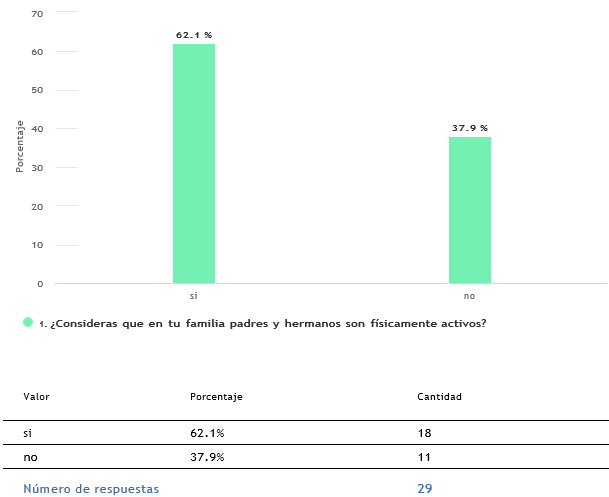 70
62.1 %
60
50
40
37.9 %
Porcentaje
30
20
10
0
si
no
1. ¿Consideras que en tu familia padres y hermanos son físicamente activos?
Valor Porcentaje Cantidad
si 62.1% 18
no 37.9% 11
Número de respuestas 29